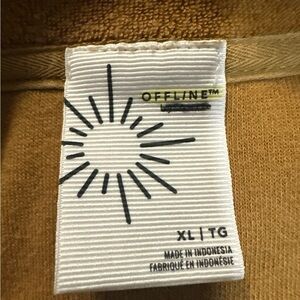 OFFLINE™
XL | TG
MADE IN INDONESIA
FABRIQUÉ EN INDONÉSIE